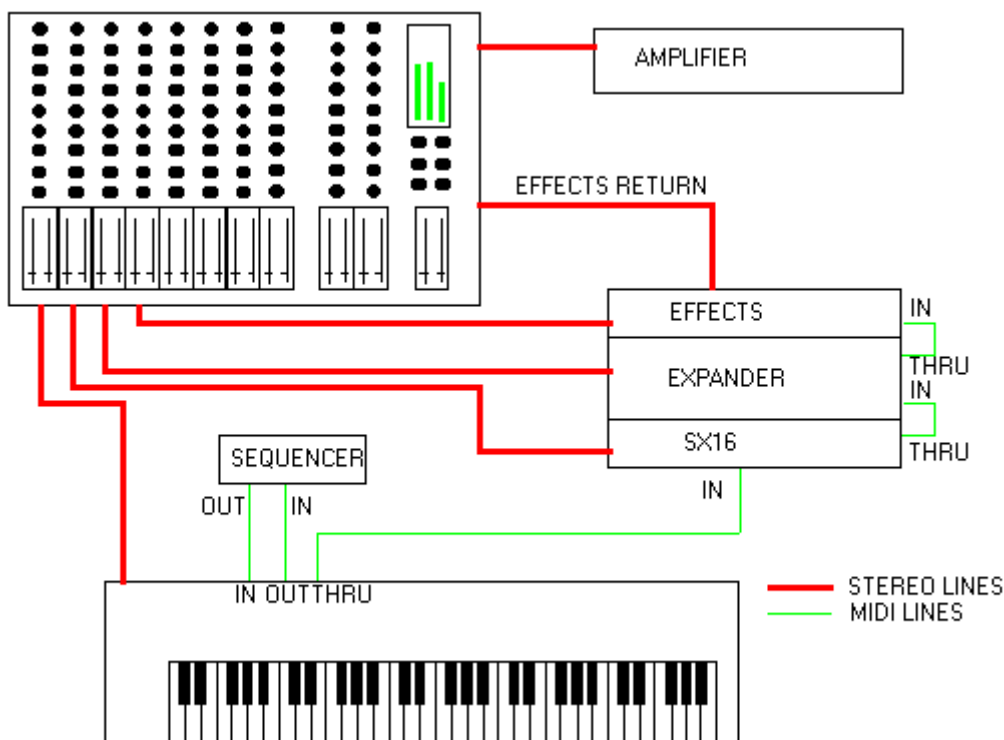 AMPLIFIER
EFFECTS RETURN
EFFECTS
IN
THRU
EXPANDER
IN
SX16
THRU
SEQUENCER
IN
OUT IN
IN OUTTHRU
STEREO LINES
MIDI LINES